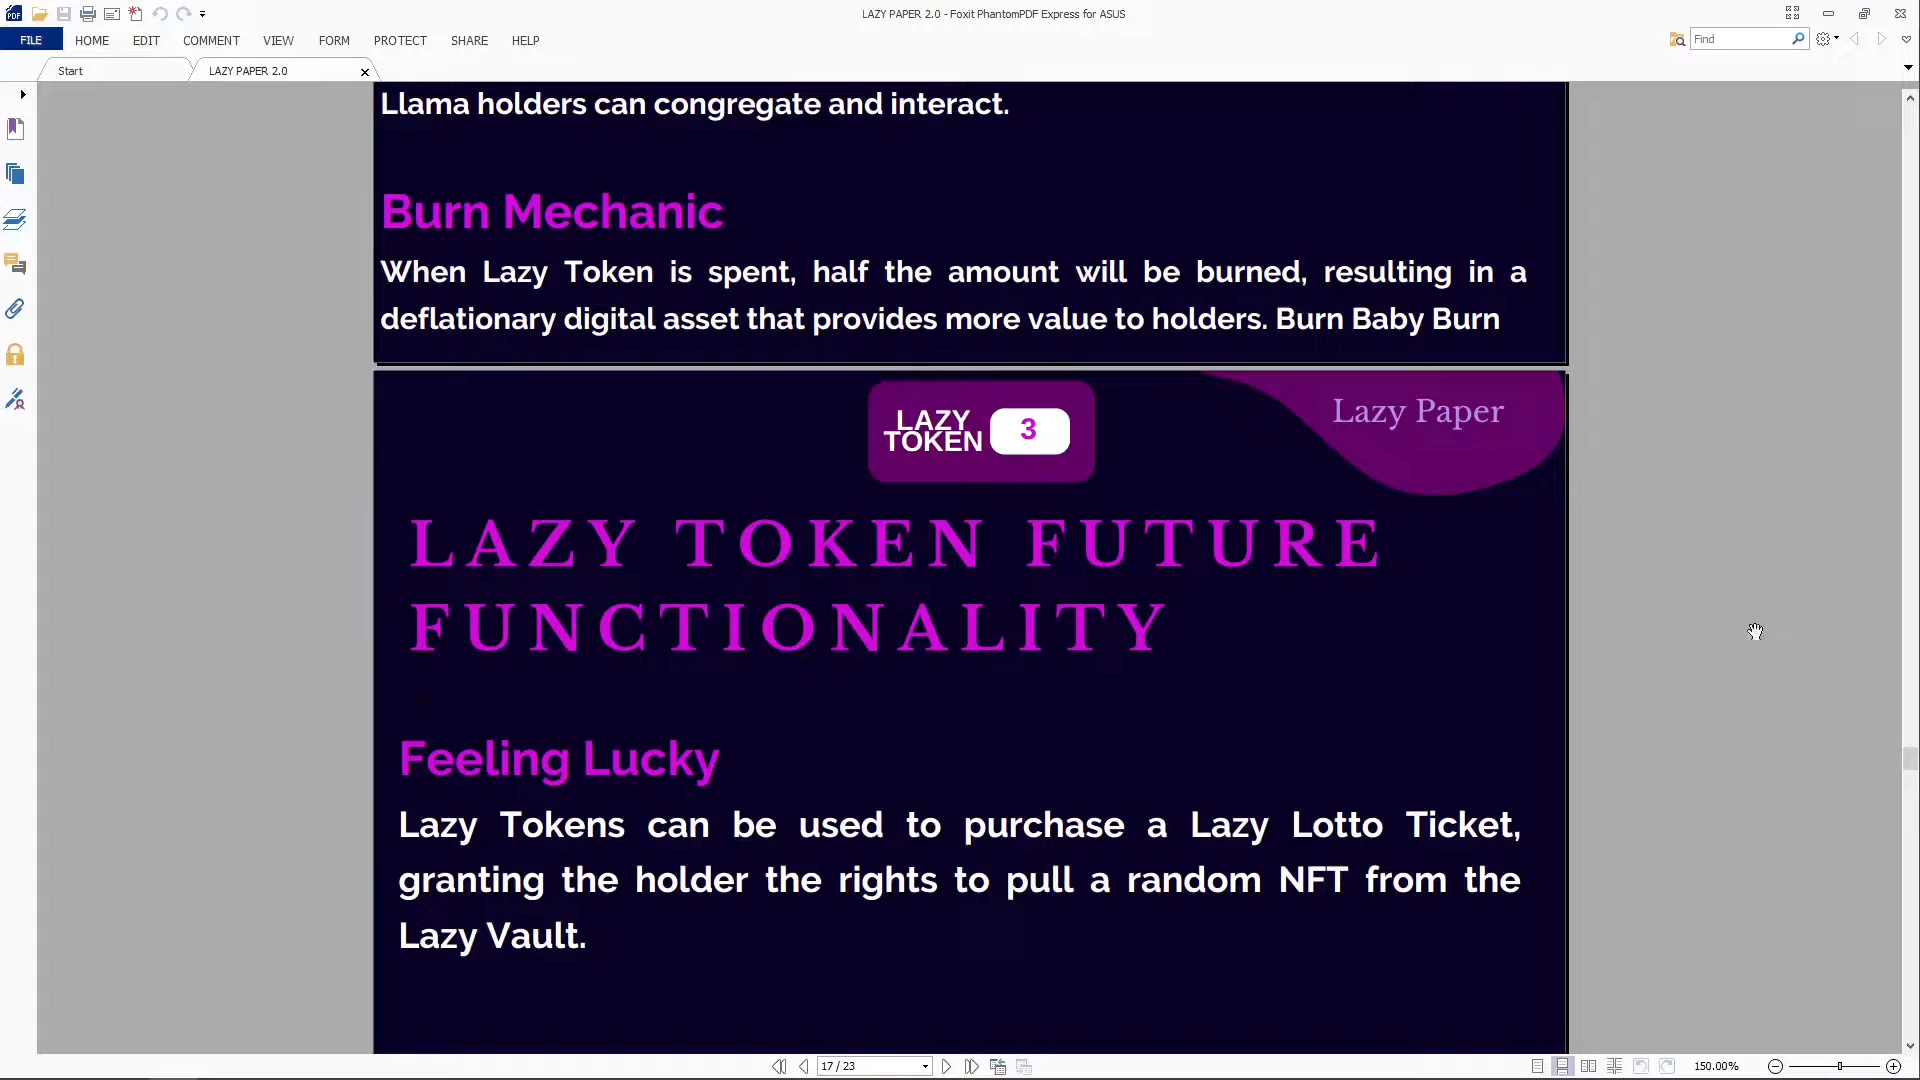 LAZY PAPER 2.0 - Foxit PhantomPDF Express for ASUS
FILE HOME EDIT COMMENT VIEW FORM PROTECT SHARE HELP
Find
Start
LAZY PAPER 2.0
Llama holders can congregate and interact.
Burn Mechanic
When Lazy Token is spent, half the amount will be burned, resulting in a
deflationary digital asset that provides more value to holders. Burn Baby Burn
LAZY
TOKEN
3
Lazy Paper
LAZY TOKEN FUTURE
FUNCTIONALITY
Feeling Lucky
Lazy Tokens can be used to purchase a Lazy Lotto Ticket,
granting the holder the rights to pull a random NFT from the
Lazy Vault.
17 / 23
150.00%